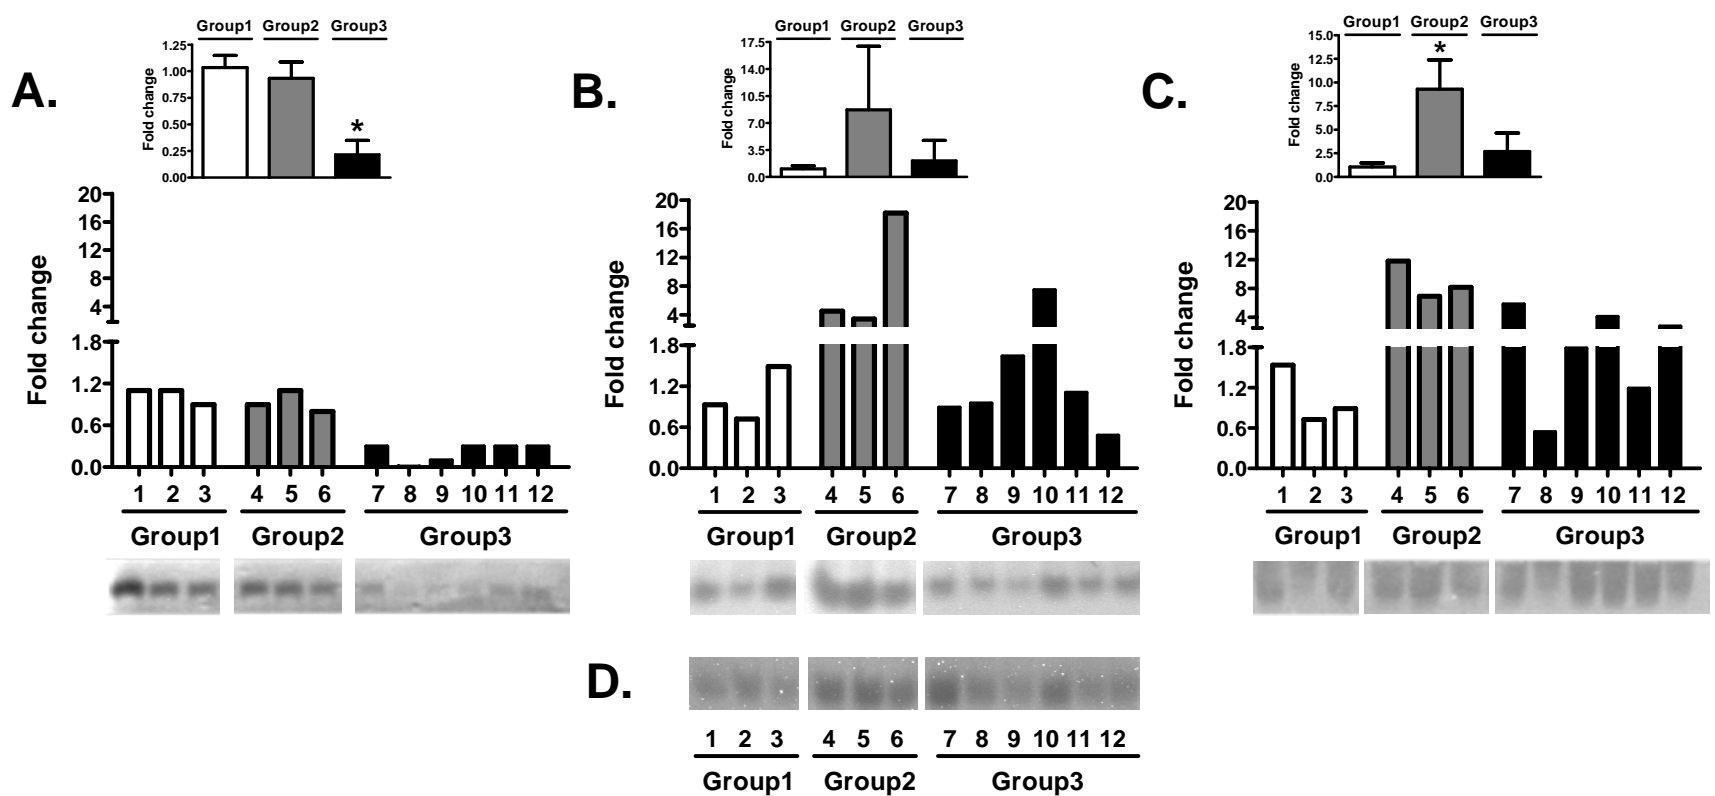 A.
Group1 Group2 Group3
Fold change
1.25
1.00
0.75
0.50
0.25
0.00
*
Fold change
20
16
12
8
4
1.8
1.2
0.6
0.0
1 2 3 4 5 6 7 8 9 10 11 12
Group1 Group2 Group3
B.
Group1 Group2 Group3
Fold change
17.5
14.0
10.5
7.0
3.5
0.0
Fold change
20
16
12
8
4
1.8
1.2
0.6
0.0
1 2 3 4 5 6 7 8 9 10 11 12
Group1 Group2 Group3
C.
Group1 Group2 Group3
Fold change
15.0
12.5
10.0
7.5
5.0
2.5
0.0
*
Fold change
20
16
12
8
4
1.8
1.2
0.6
0.0
1 2 3 4 5 6 7 8 9 10 11 12
Group1 Group2 Group3
D.
1 2 3 4 5 6 7 8 9 10 11 12
Group1 Group2 Group3